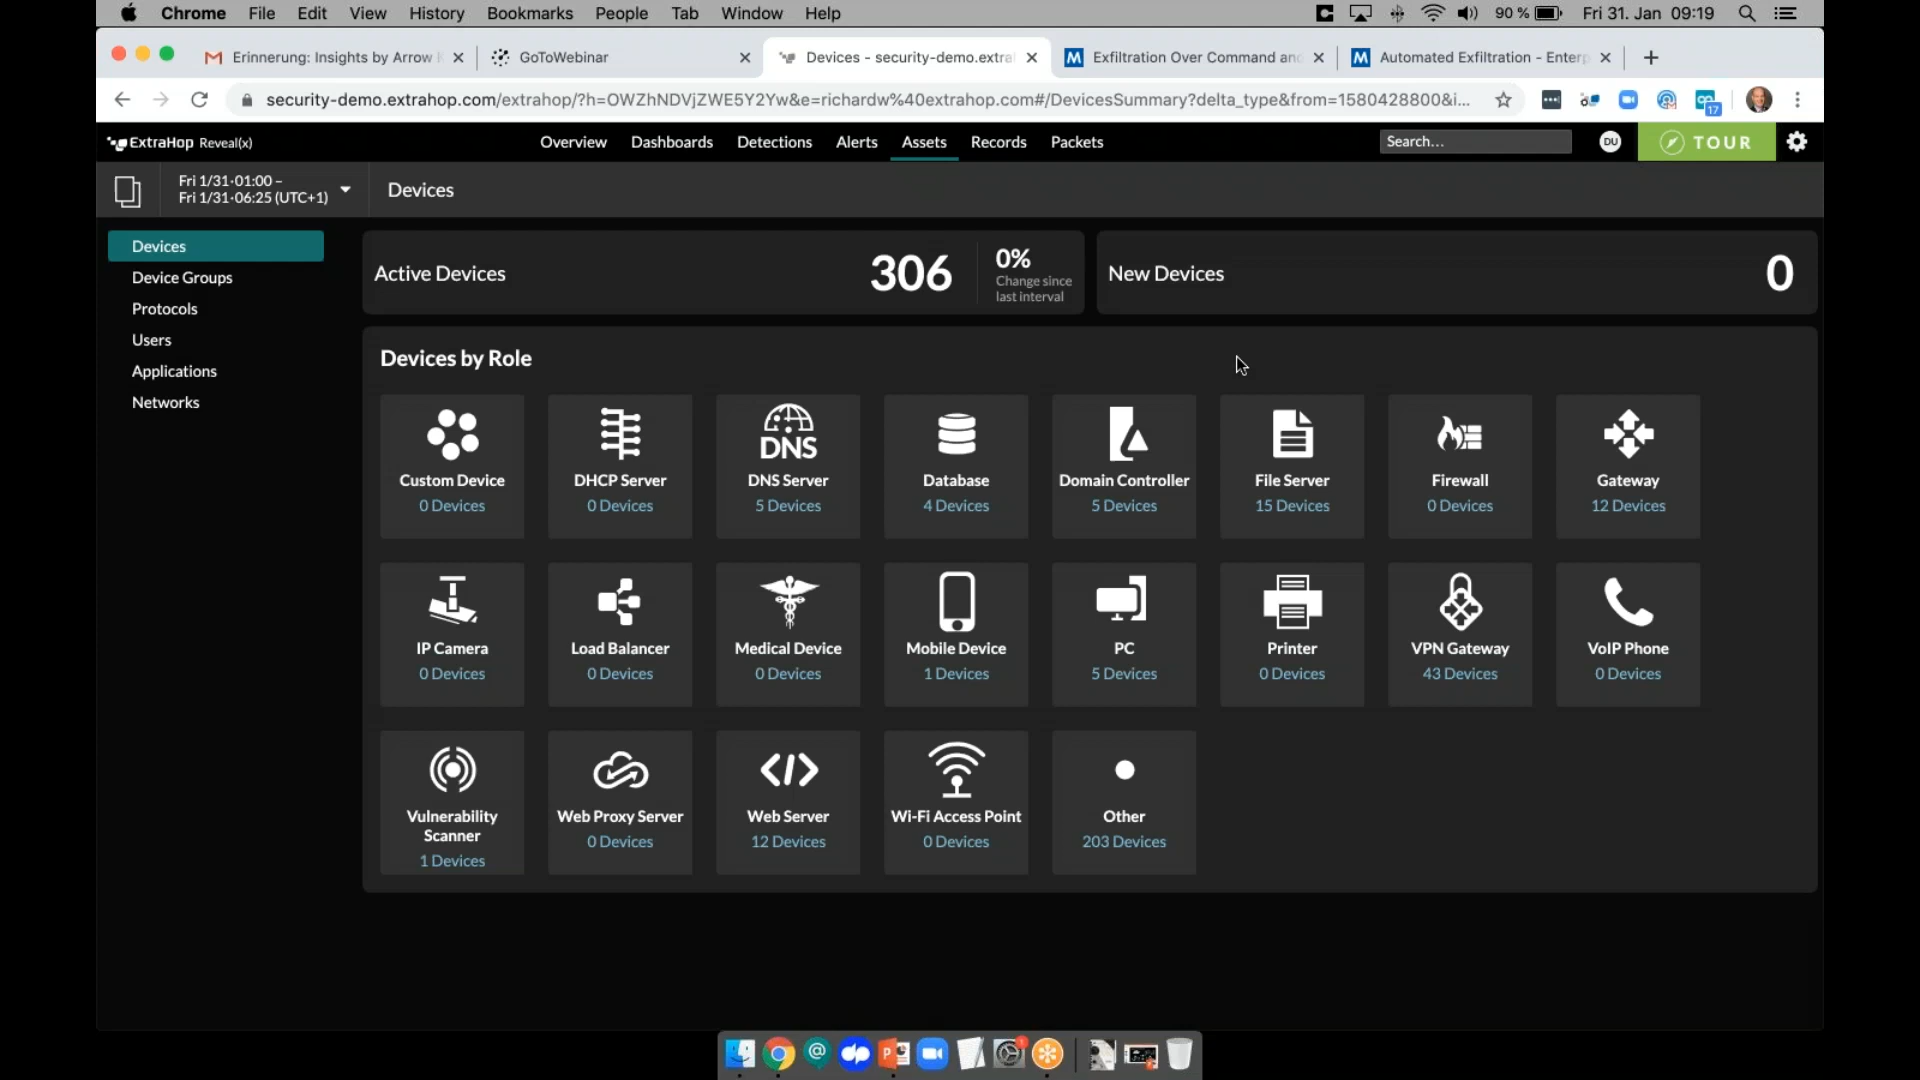 Chrome File Edit View History Bookmarks People Tab Window Help 90 % Fri 31. Jan 09:19
Erinnerung: Insights by Arrow GoToWebinar Devices - security-demo.extra Exfiltration Over Command and Automated Exfiltration - Enterp
security-demo.extrahop.com/extrahop/?h=OWZhNDVjZWE5Y2Yw&e=richardw%40extrahop.com#/DevicesSummary?delta_type&from=1580428800&i... 17
ExtraHop Reveal(x) Overview Dashboards Detections Alerts Assets Records Packets Search... DU TOUR
Fri 1/31·01:00 –
Fri 1/31·06:25 (UTC+1)
Devices
Devices
Device Groups
Protocols
Users
Applications
Networks
Active Devices 306 0%
Change since
last interval
New Devices 0
Devices by Role
DNS
Custom Device DHCP Server DNS Server Database Domain Controller File Server Firewall Gateway
0 Devices 0 Devices 5 Devices 4 Devices 5 Devices 15 Devices 0 Devices 12 Devices
IP Camera Load Balancer Medical Device Mobile Device PC Printer VPN Gateway VoIP Phone
0 Devices 0 Devices 0 Devices 1 Devices 5 Devices 0 Devices 43 Devices 0 Devices
Vulnerability
Scanner
1 Devices
Web Proxy Server Web Server Wi-Fi Access Point Other
0 Devices 12 Devices 0 Devices 203 Devices